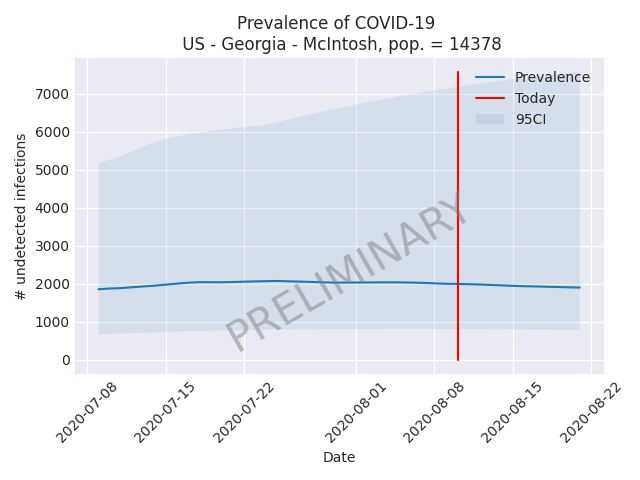 Prevalence of COVID-19
US - Georgia - McIntosh, pop. = 14378
Prevalence
Today
95CI
# undetected infections
7000
6000
5000
4000
3000
2000
1000
0
PRELIMINARY
2020-07-08
2020-07-15
2020-07-22
2020-08-01
2020-08-08
2020-08-15
2020-08-22
Date